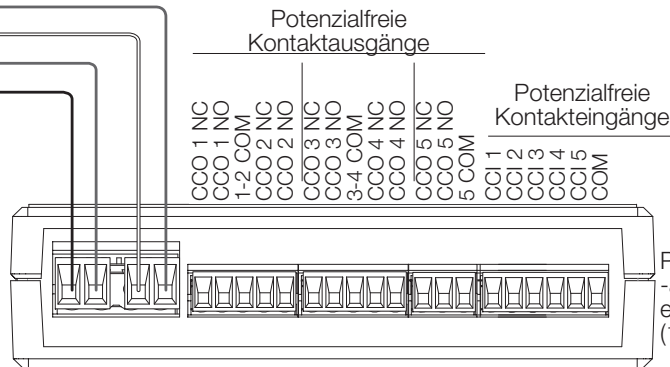 Potenzialfreie
Kontaktausgänge
Potenzialfreie
Kontakteingänge
CCO 1 NC
CCO 1 NO
1-2 COM
CCO 2 NC
CCO 2 NO
CCO 3 NC
CCO 3 NO
3-4 COM
CCO 4 NC
CCO 4 NO
CCO 5 NC
CCO 5 NO
5 COM
CCI 1
CCI 2
CCI 3
CCI 4
CCI 5
COM